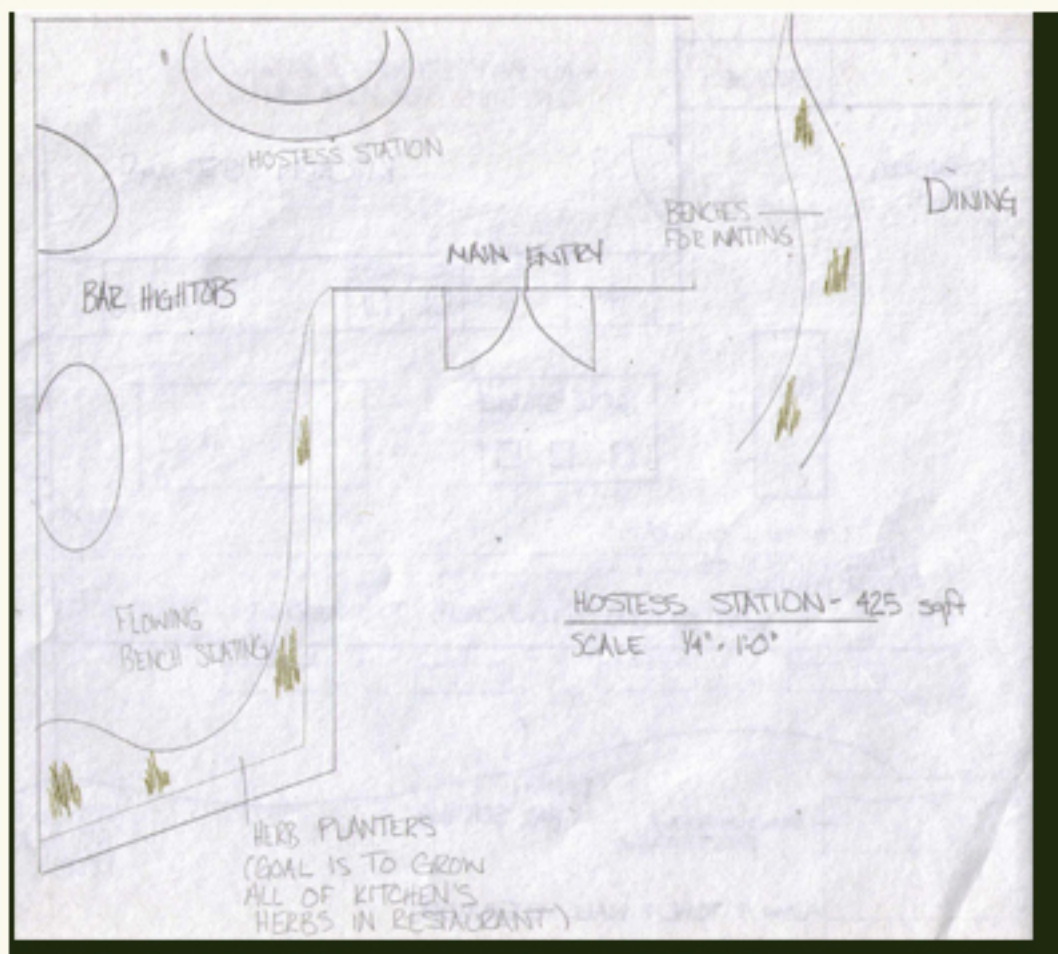 HOSTESS STATION
BENCHES
FOR WAITING
DINING
MAIN ENTRY
BAR HIGHTOPS
FLOWING
BENCH SEATING
HOSTESS STATION - 425 sqft
SCALE 1/4" = 1'-0"
HERB PLANTERS
(GOAL IS TO GROW
ALL OF KITCHEN'S
HERBS IN RESTAURANT)